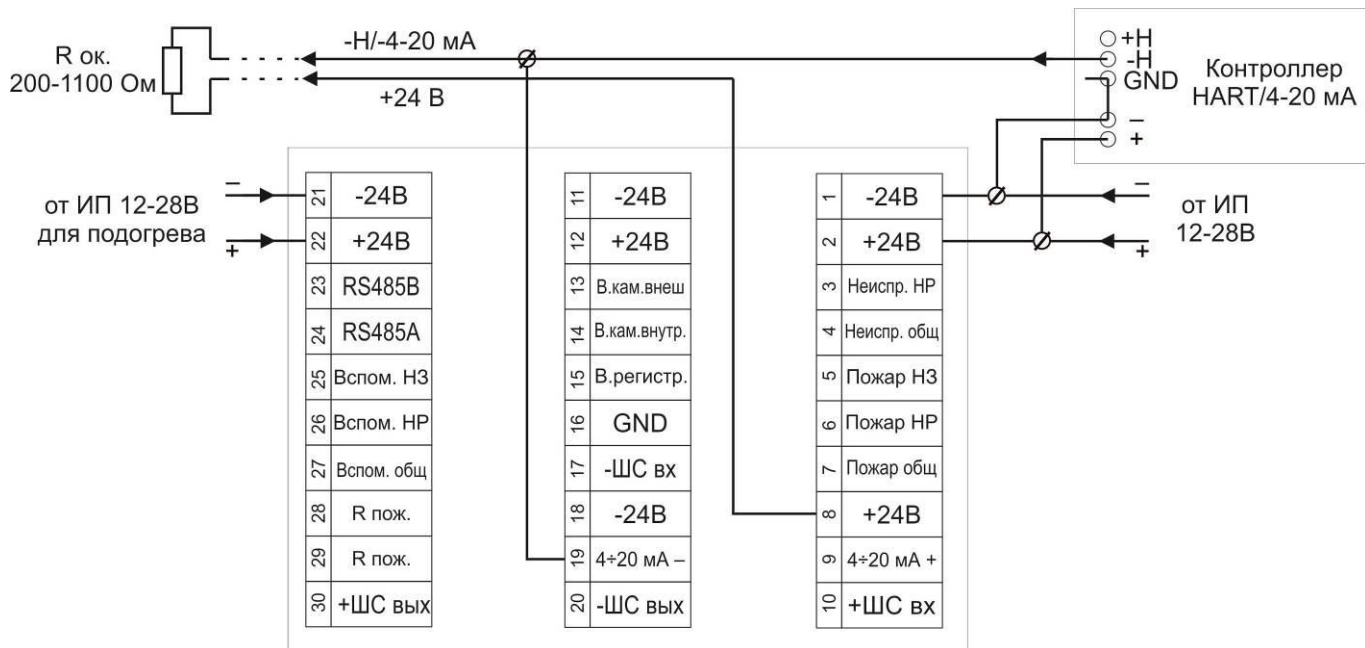 R ок.
200-1100 Ом
-Н/-4-20 мА
+24 В
+Н
-Н
GND
–
+
Контроллер
HART/4-20 мА
–
от ИП 12-28В
для подогрева
+
21 -24В
22 +24В
23 RS485В
24 RS485А
25 Вспом. НЗ
26 Вспом. НР
27 Вспом. общ
28 R пож.
29 R пож.
30 +ШС вых
11 -24В
12 +24В
13 В.кам.внеш
14 В.кам.внутр.
15 В.регистр.
16 GND
17 -ШС вх
18 -24В
19 4÷20 мА –
20 -ШС вых
1 -24В
2 +24В
3 Неиспр. НР
4 Неиспр. общ
5 Пожар НЗ
6 Пожар НР
7 Пожар общ
8 +24В
9 4÷20 мА +
10 +ШС вх
–
от ИП
12-28В
+